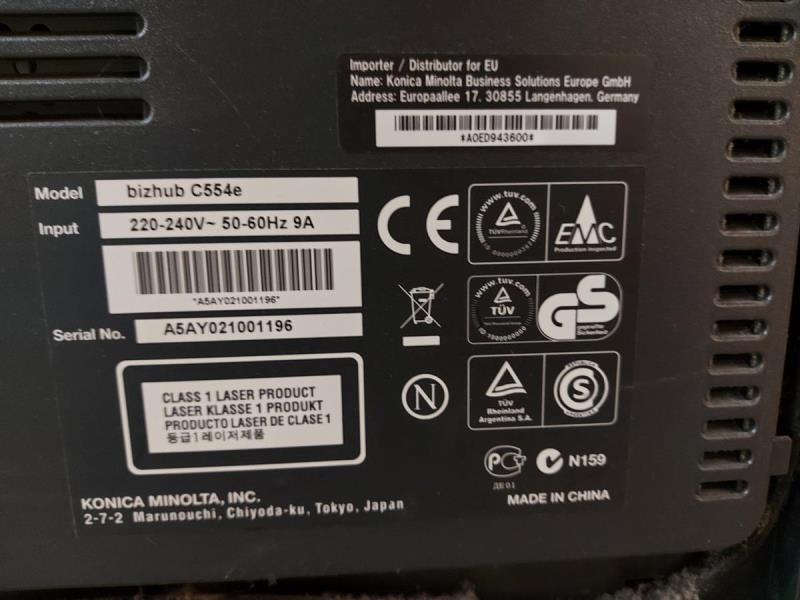 Importer / Distributor for EU
Name: Konica Minolta Business Solutions Europe GmbH
Address: Europaallee 17. 30855 Langenhagen. Germany
*A0ED943600*
Model bizhub C554e
Input 220-240V~ 50-60Hz 9A
*A5AY021001196*
Serial No. A5AY021001196
CLASS 1 LASER PRODUCT
LASER KLASSE 1 PRODUKT
PRODUCTO LASER DE CLASE 1
등급1레이저제품
KONICA MINOLTA, INC.
2-7-2 Marunouchi, Chiyoda-ku, Tokyo, Japan
CE
www.tuv.com
TÜVRheinland
EMC
Production inspected
www.tuv.com
TÜV
GS
geprüfte
Sicherheit
N
TÜV
Rheinland
Argentina S.A.
S
ARGENTINA
N159
MADE IN CHINA